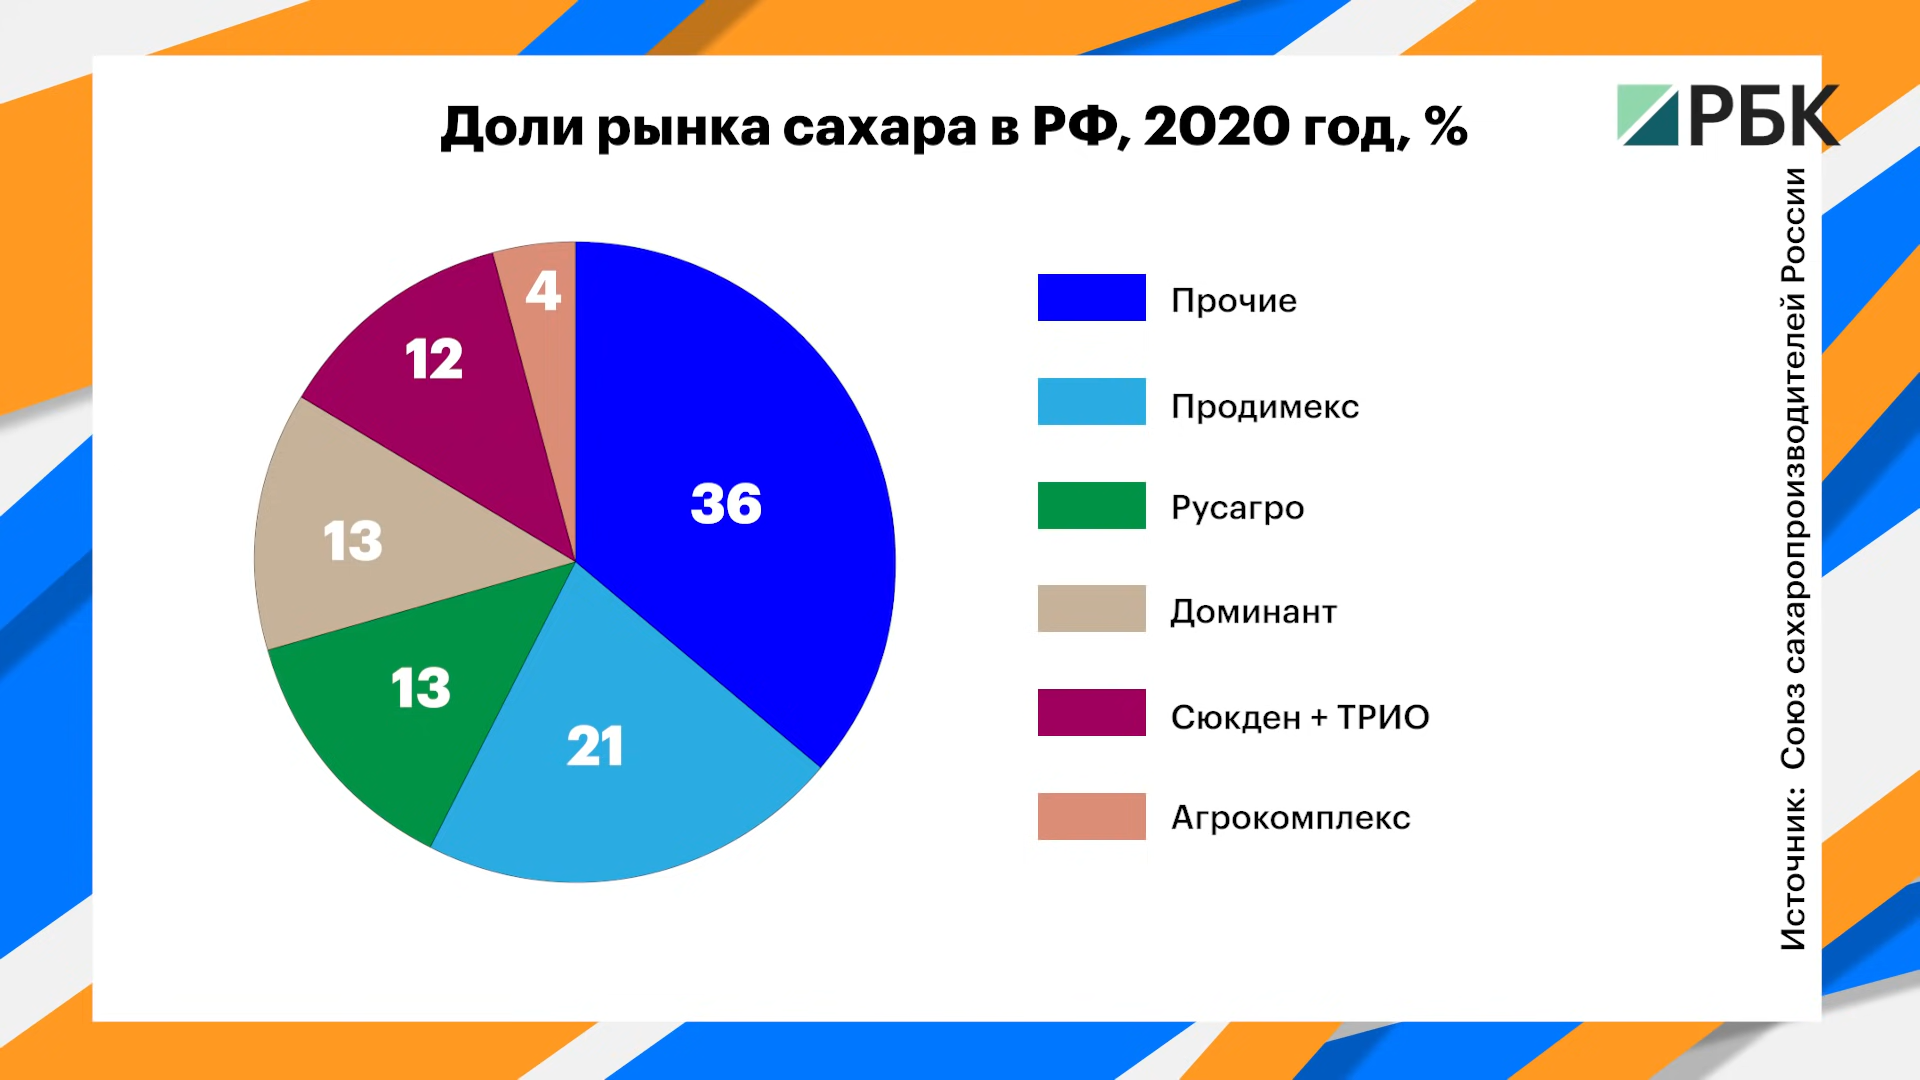 Доли рынка сахара в РФ, 2020 год, %
РБК
4
12
36
13
13
21
Прочие
Продимекс
Русагро
Доминант
Сюкден + ТРИО
Агрокомплекс
Источник: Союз сахаропроизводителей России